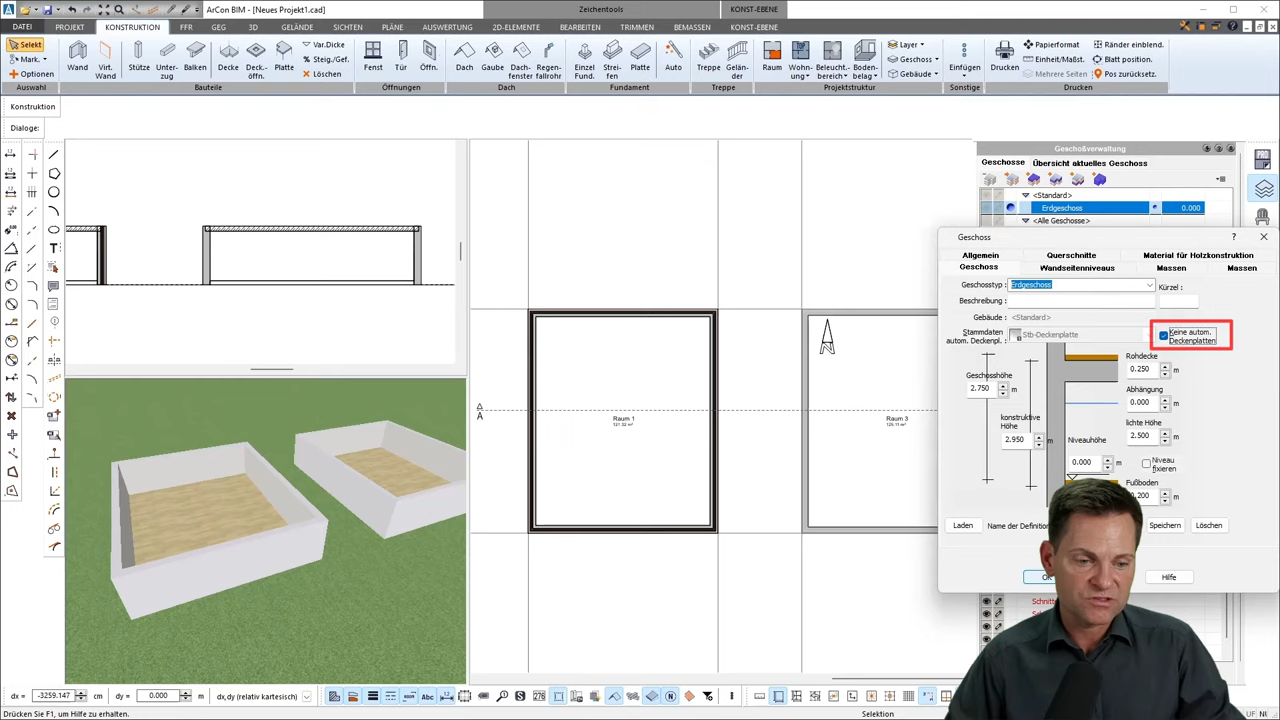 ArCon BIM - [Neues Projekt1.cad]
Zeichentools
KONST-EBENE
DATEI PROJEKT KONSTRUKTION FFR GEG GELÄNDE 3D SICHTEN PLÄNE AUSWERTUNG 2D-ELEMENTE BEARBEITEN TRIMMEN BEMASSEN KONST-EBENE
Selekt
Mark.
Optionen
Auswahl
Wand
Virt. Wand
Stütze
Unter-zug
Balken
Decke
Deck.-öffn.
Platte
Var.Dicke
Steig./Gef.
Löschen
Bauteile
Fenst
Tür
Öffn.
Öffnungen
Dach
Gaube
Dach-fenster
Regen-fallrohr
Dach
Einzel Fund.
Strei-fen
Platte
Fundament
Auto
Treppe
Gelän-der
Treppe
Raum
Wohn-ung
Beleucht.-bereich
Boden-belag
Layer
Geschoss
Gebäude
Projektstruktur
Einfügen
Sonstige
Drucken
Papierformat
Einheit/Maßst.
Mehrere Seiten
Ränder einblend.
Blatt position.
Pos zurücksetz.
Drucken
Konstruktion
Dialoge:
Geschoßverwaltung
Geschosse Übersicht aktuelles Geschoss
<Standard>
Erdgeschoss 0.000
<Alle Geschosse>
Geschoss
Allgemein Querschnitte Material für Holzkonstruktion
Geschoss Wandseitenniveaus Massen Massen
Geschosstyp: Erdgeschoss Kürzel :
Beschreibung:
Gebäude: <Standard>
Stammdaten
autom. Deckenpl.: Stb-Deckenplatte
Keine autom.
Deckenplatten
Rohdecke
0.250 m
Geschosshöhe
2.750 m
Abhängung
0.000 m
konstruktive
Höhe
2.950 m
lichte Höhe
2.500 m
Niveauhöhe
0.000 m
Niveau
fixieren
Fußboden
0.200 m
Laden Name der Definition Speichern Löschen
OK Hilfe
A
Raum 1
Raum 3
dx = -3259.147 cm dy = 0.000 m dx,dy (relativ kartesisch)
Drücken Sie F1, um Hilfe zu erhalten.
Selektion